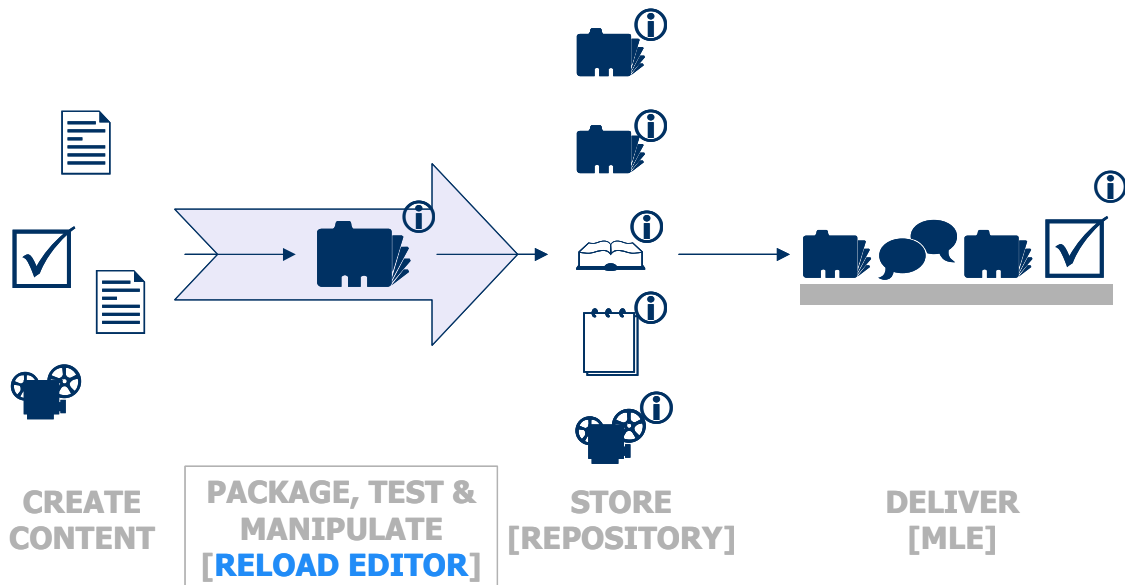 CREATE
CONTENT
PACKAGE, TEST &
MANIPULATE
[RELOAD EDITOR]
STORE
[REPOSITORY]
DELIVER
[MLE]